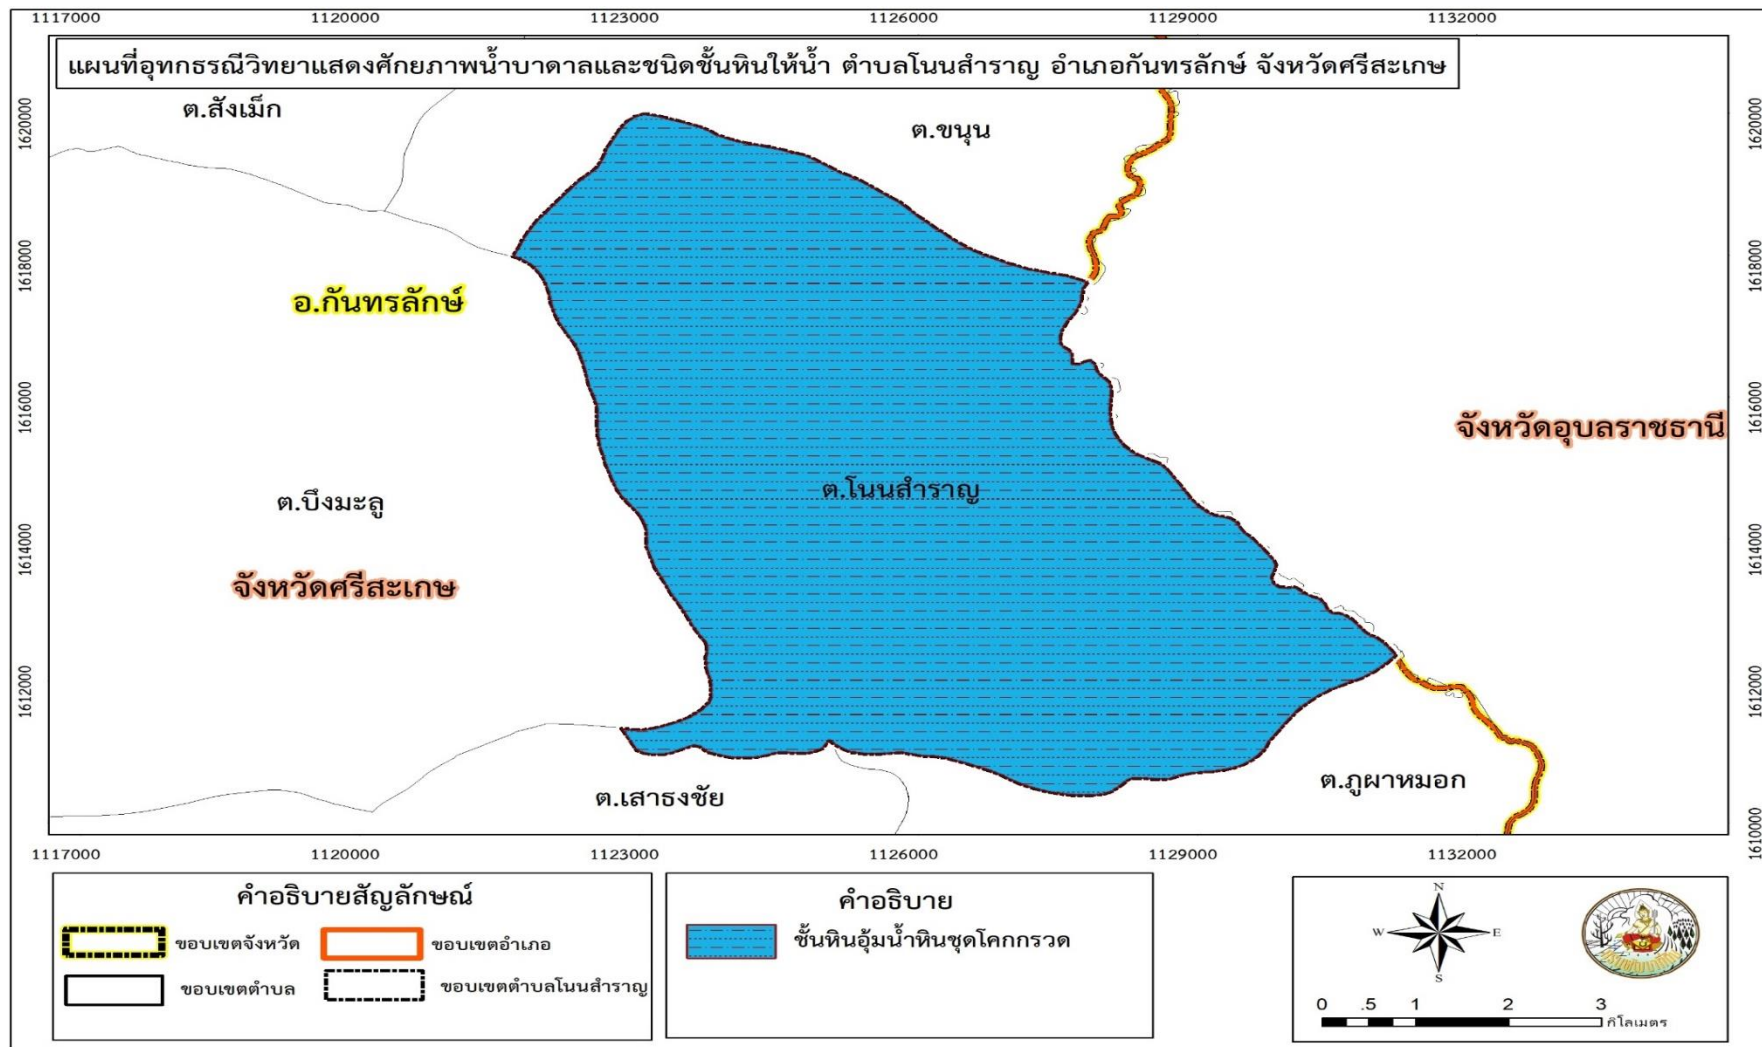 1117000 1120000 1123000 1126000 1129000 1132000
แผนที่อุทกธรณีวิทยาแสดงศักยภาพน้ำบาดาลและชนิดชั้นหินให้น้ำ ตำบลโนนสำราญ อำเภอกันทรลักษ์ จังหวัดศรีสะเกษ
ต.สังเม็ก
ต.ขนุน
1620000 1620000
1618000 1618000
อ.กันทรลักษ์
1616000 1616000
จังหวัดอุบลราชธานี
ต.โนนสำราญ
ต.บึงมะลู
1614000 1614000
จังหวัดศรีสะเกษ
1612000 1612000
ต.ภูผาหมอก
ต.เสาธงชัย
1610000
1117000 1120000 1123000 1126000 1129000 1132000
คำอธิบายสัญลักษณ์
ขอบเขตจังหวัด ขอบเขตอำเภอ
ขอบเขตตำบล ขอบเขตตำบลโนนสำราญ
คำอธิบาย
ชั้นหินอุ้มน้ำหินชุดโคกกรวด
N
W E
S
0 .5 1 2 3
กิโลเมตร